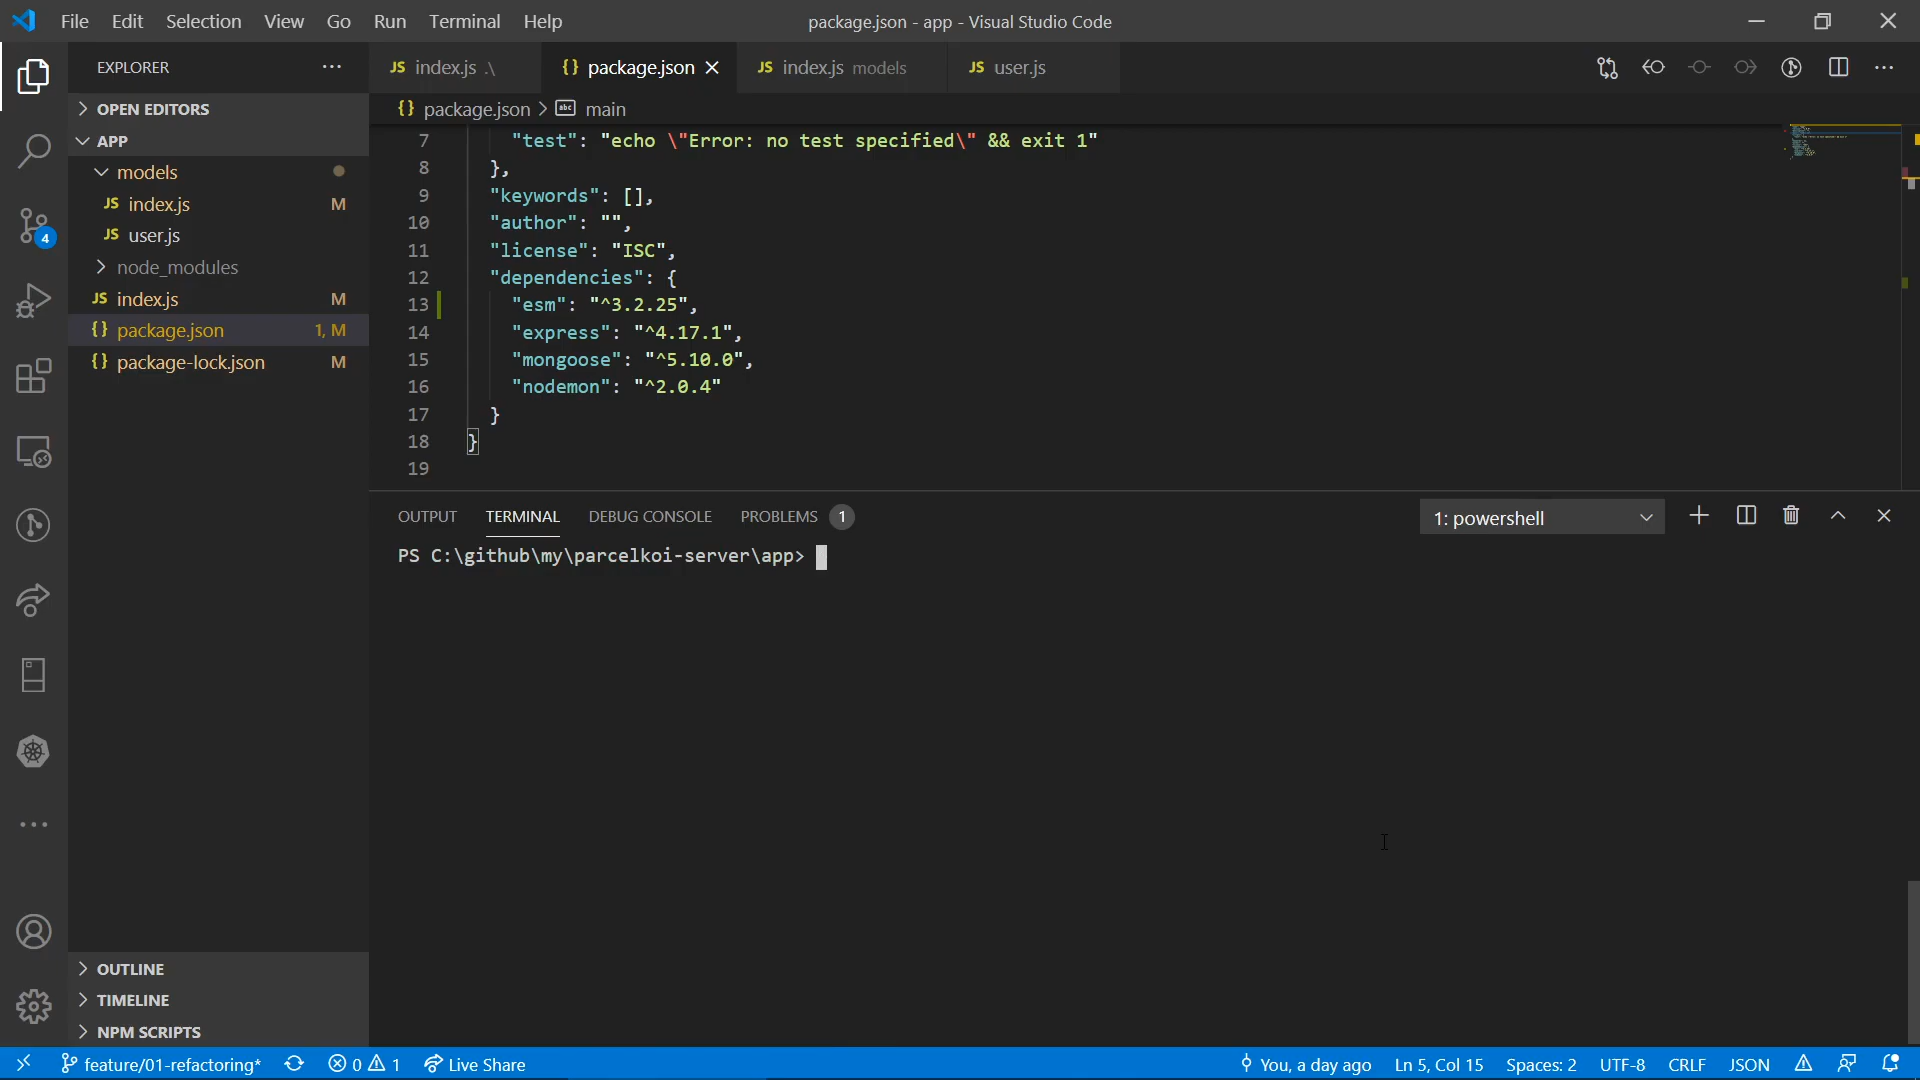 File Edit Selection View Go Run Terminal Help
package.json - app - Visual Studio Code
EXPLORER
OPEN EDITORS
APP
models
JS index.js M
JS user.js
node_modules
JS index.js M
{} package.json 1, M
{} package-lock.json M
OUTLINE
TIMELINE
NPM SCRIPTS
4
JS index.js .\
{} package.json
JS index.js models
JS user.js
{} package.json > abc main
7 "test": "echo \"Error: no test specified\" && exit 1"
8 },
9 "keywords": [],
10 "author": "",
11 "license": "ISC",
12 "dependencies": {
13 "esm": "^3.2.25",
14 "express": "^4.17.1",
15 "mongoose": "^5.10.0",
16 "nodemon": "^2.0.4"
17 }
18 }
19
OUTPUT TERMINAL DEBUG CONSOLE PROBLEMS 1
1: powershell
PS C:\github\my\parcelkoi-server\app>
feature/01-refactoring* 0 1 Live Share
You, a day ago Ln 5, Col 15 Spaces: 2 UTF-8 CRLF JSON